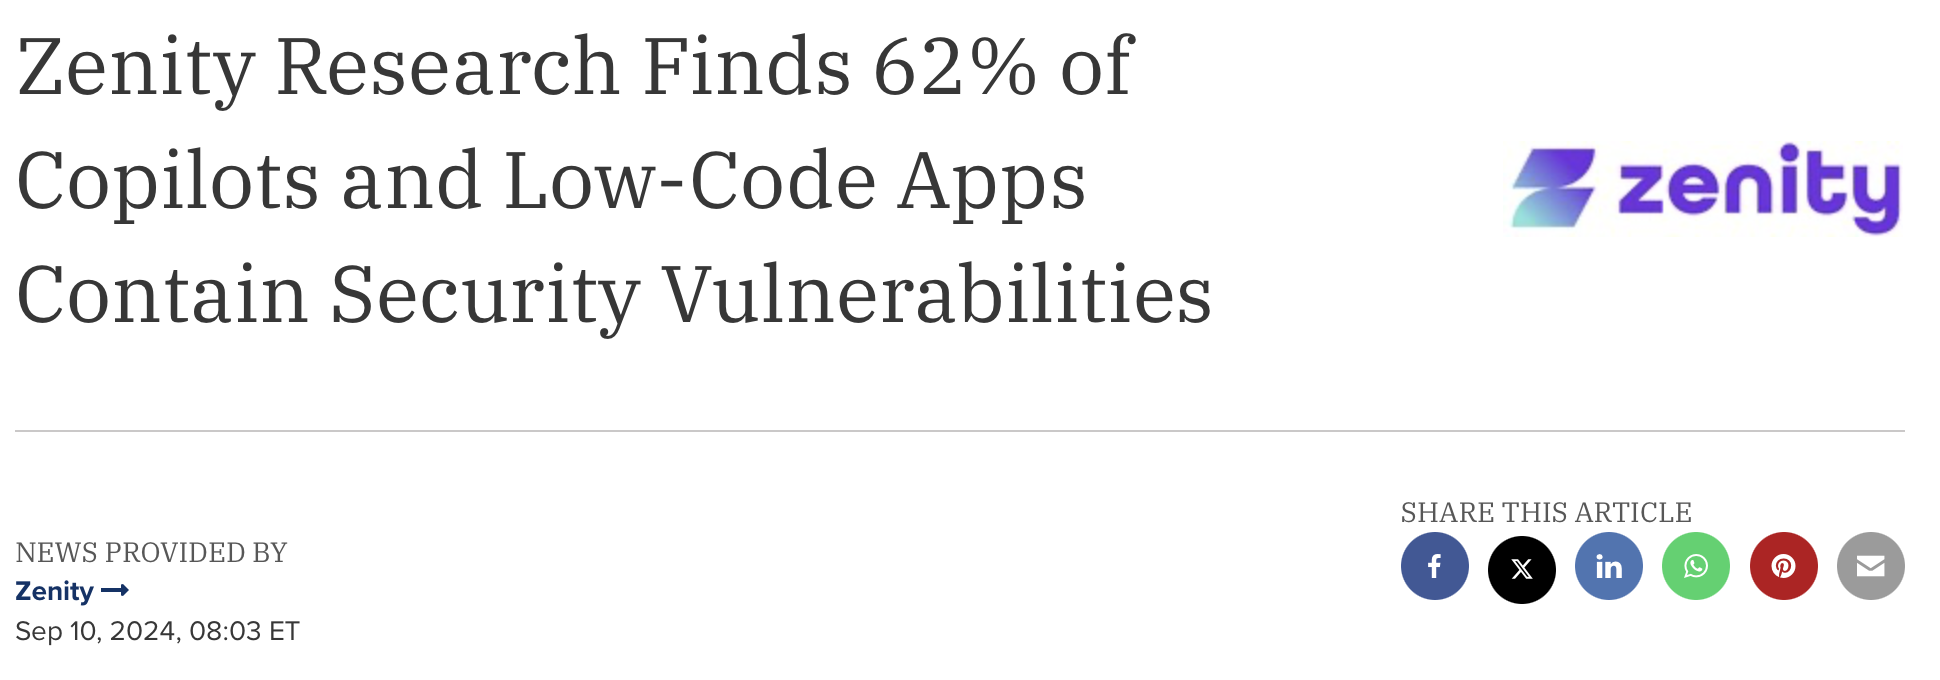 Zenity Research Finds 62% of
Copilots and Low-Code Apps
Contain Security Vulnerabilities
zenity
SHARE THIS ARTICLE
NEWS PROVIDED BY
Zenity
Sep 10, 2024, 08:03 ET